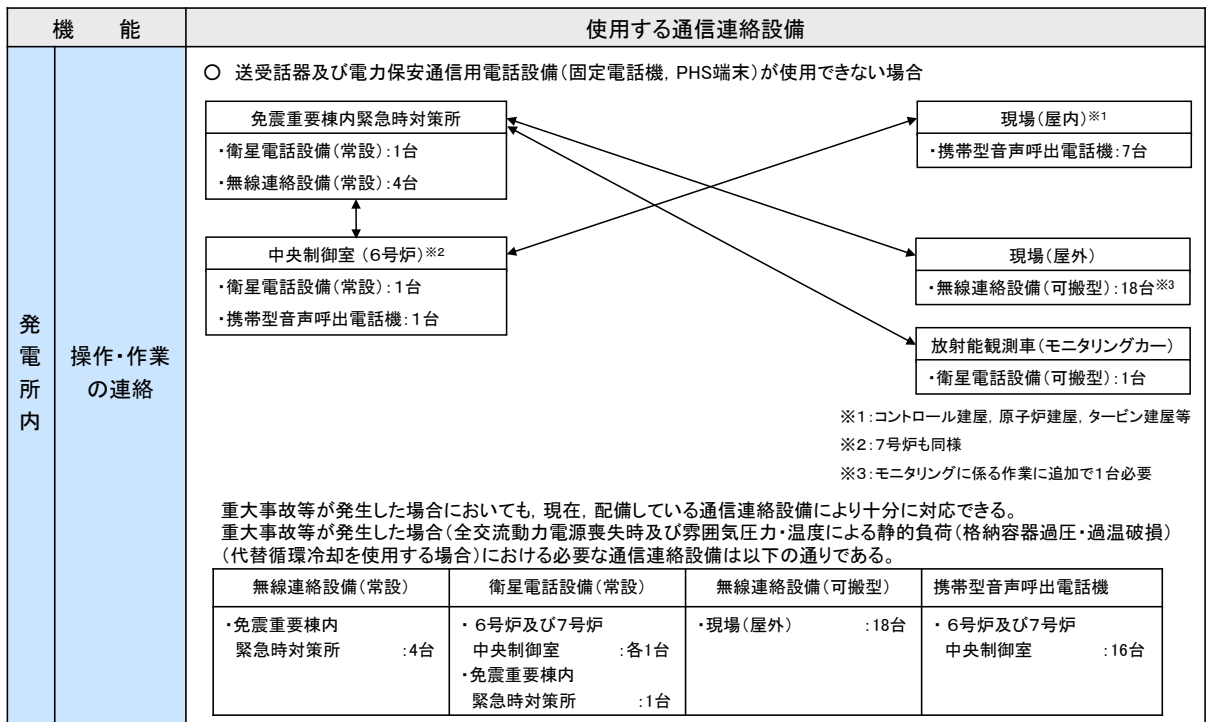 機　　能
使用する通信連絡設備
発電所内
操作・作業
の連絡
○　送受話器及び電力保安通信用電話設備（固定電話機，PHS端末）が使用できない場合
免震重要棟内緊急時対策所
・衛星電話設備（常設）：1台
・無線連絡設備（常設）：4台
中央制御室（6号炉）※2
・衛星電話設備（常設）：1台
・携帯型音声呼出電話機：1台
現場（屋内）※1
・携帯型音声呼出電話機：7台
現場（屋外）
・無線連絡設備（可搬型）：18台※3
放射能観測車（モニタリングカー）
・衛星電話設備（可搬型）：1台
※1：コントロール建屋，原子炉建屋，タービン建屋等
※2：7号炉も同様
※3：モニタリングに係る作業に追加で1台必要
重大事故等が発生した場合においても，現在，配備している通信連絡設備により十分に対応できる。
重大事故等が発生した場合（全交流動力電源喪失時及び雰囲気圧力・温度による静的負荷（格納容器過圧・過温破損）
（代替循環冷却を使用する場合）における必要な通信連絡設備は以下の通りである。
無線連絡設備（常設）
・免震重要棟内
緊急時対策所　：4台
衛星電話設備（常設）
・6号炉及び7号炉
中央制御室　：各1台
・免震重要棟内
緊急時対策所　：1台
無線連絡設備（可搬型）
・現場（屋外）　：18台
携帯型音声呼出電話機
・6号炉及び7号炉
中央制御室　：16台